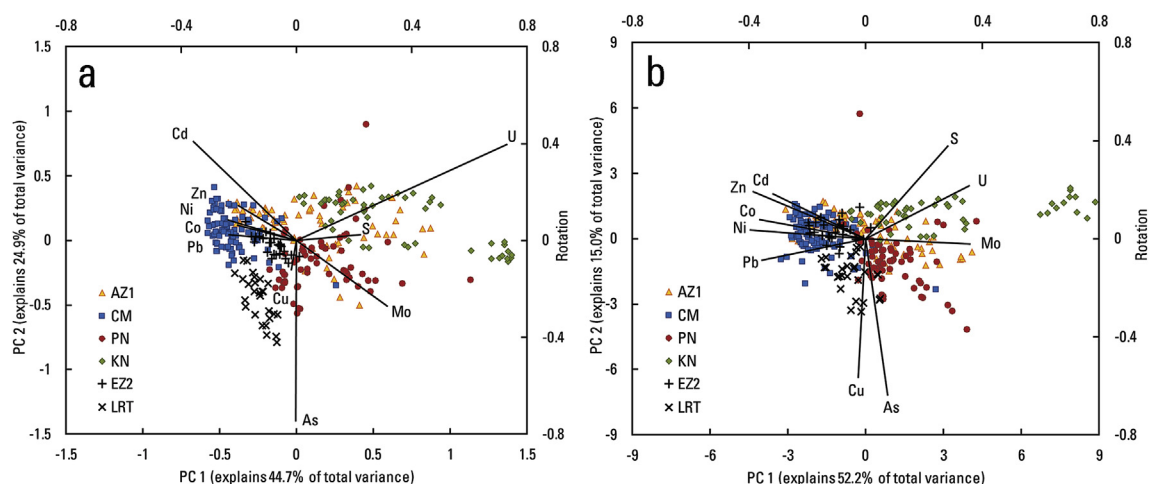 -0.8 -0.4 0 0.4 0.8
a
1.5 0.8
1
Cd U
0.4
0.5
Zn
Ni
Co S
0 0
Pb
Cu
Mo
-0.5
-0.4
-1
As
-1.5 -0.8
-1.5 -1 -0.5 0 0.5 1 1.5
AZ1
CM
PN
KN
EZ2
LRT
PC 2 (explains 24.9% of total variance)
Rotation
PC 1 (explains 44.7% of total variance)
-0.8 -0.4 0 0.4 0.8
b
9 0.8
6
S 0.4
3
Cd
Zn U
Co
Ni
0 Mo 0
Pb
-3
-0.4
-6
Cu
As
-9 -0.8
-9 -6 -3 0 3 6 9
AZ1
CM
PN
KN
EZ2
LRT
PC 2 (explains 15.0% of total variance)
Rotation
PC 1 (explains 52.2% of total variance)